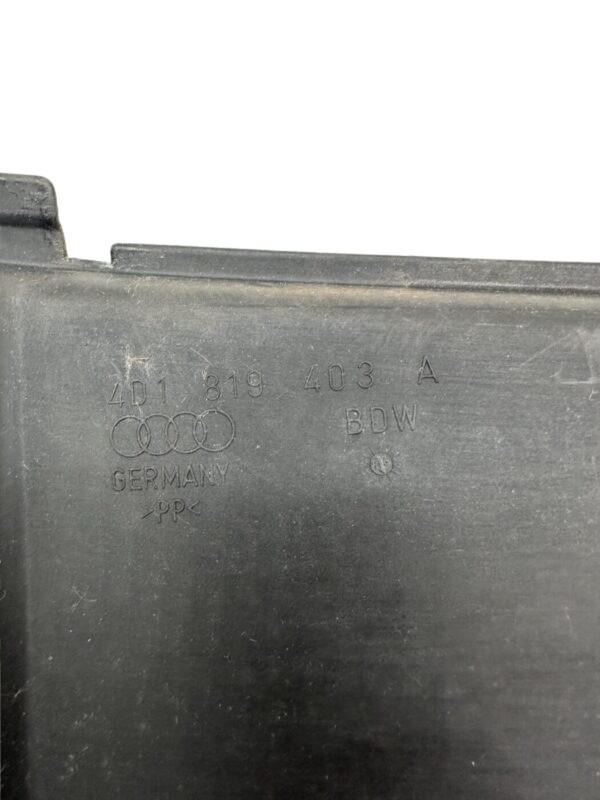 4D1 819 403 A
BDW
GERMANY
>PP<